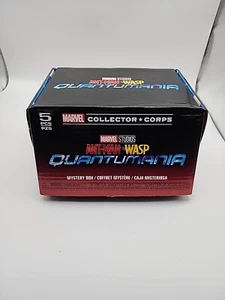 MARVEL STUDIOS
ANT-MAN AND THE WASP
QUANTUMANIA
5 PCS PZS
MARVEL COLLECTOR ★ CORPS
MARVEL STUDIOS
ANT-MAN AND THE WASP
QUANTUMANIA
MYSTERY BOX / COFFRET MYSTÈRE / CAJA MISTERIOSA